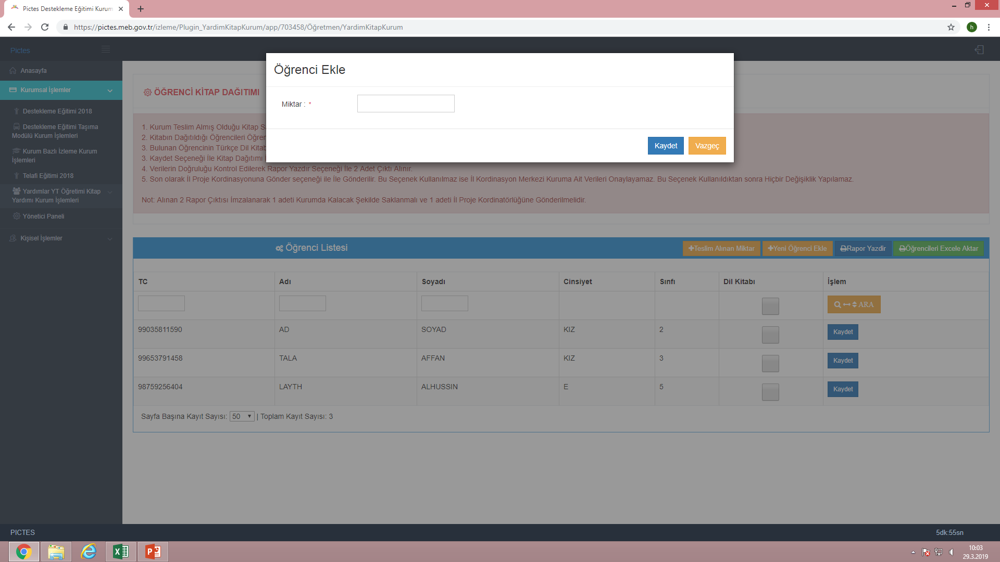 Pictes Destekleme Eğitimi Kurum
https://pictes.meb.gov.tr/izleme/Plugin_YardimKitapKurum/app/703458/Öğretmen/YardimKitapKurum
h
Pictes
Anasayfa
Kurumsal İşlemler
Destekleme Eğitimi 2018
Destekleme Eğitimi Taşıma
Modülü Kurum İşlemleri
Kurum Bazlı İzleme Kurum
İşlemleri
Telafi Eğitimi 2018
Yardımlar YT Öğretimi Kitap
Yardımı Kurum İşlemleri
Yönetici Paneli
Kişisel İşlemler
Öğrenci Ekle
Miktar : *
Kaydet Vazgeç
ÖĞRENCİ KİTAP DAĞITIMI
1. Kurum Teslim Almış Olduğu Kitap S
2. Kitabın Dağıtıldığı Öğrencileri Öğren
3. Bulunan Öğrencinin Türkçe Dil Kitab
3. Kaydet Seçeneği İle Kitap Dağıtımı
4. Verilerin Doğruluğu Kontrol Edilerek Rapor Yazdır Seçeneği İle 2 Adet Çıktı Alınır.
5. Son olarak İl Proje Kordinasyonuna Gönder seçeneği ile İle Gönderilir. Bu Seçenek Kullanılmaz ise İl Kordinasyon Merkezi Kuruma Ait Verileri Onaylayamaz. Bu Seçenek Kullanıldıktan sonra Hiçbir Değişiklik Yapılamaz.
Not: Alınan 2 Rapor Çıktısı İmzalanarak 1 adeti Kurumda Kalacak Şekilde Saklanmalı ve 1 adeti İl Proje Kordinatörlüğüne Gönderilmelidir.
Öğrenci Listesi
Teslim Alınan Miktar Yeni Öğrenci Ekle Rapor Yazdir Öğrencileri Excele Aktar
TC Adı Soyadı Cinsiyet Sınfı Dil Kitabı İşlem
ARA
99035811590 AD SOYAD KIZ 2 Kaydet
99653791458 TALA AFFAN KIZ 3 Kaydet
98759256404 LAYTH ALHUSSIN E 5 Kaydet
Sayfa Başına Kayıt Sayısı: 50 | Toplam Kayıt Sayısı: 3
PICTES
5dk:55sn
10:03
29.3.2019